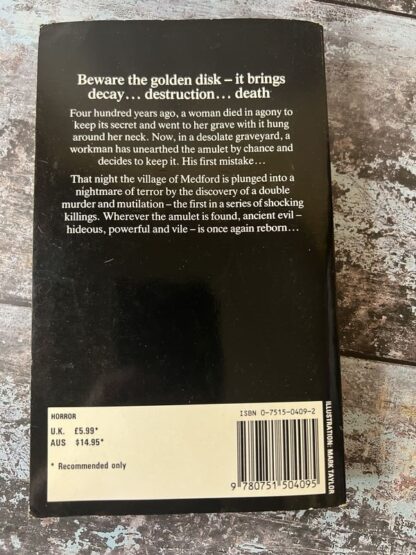 Beware the golden disk – it brings
decay... destruction... death
Four hundred years ago, a woman died in agony to
keep its secret and went to her grave with it hung
around her neck. Now, in a desolate graveyard, a
workman has unearthed the amulet by chance and
decides to keep it. His first mistake...
That night the village of Medford is plunged into a
nightmare of terror by the discovery of a double
murder and mutilation – the first in a series of shocking
killings. Wherever the amulet is found, ancient evil –
hideous, powerful and vile – is once again reborn...
HORROR
U.K. £5.99*
AUS $14.95*
* Recommended only
ISBN 0-7515-0409-2
9 780751 504095
ILLUSTRATION: MARK TAYLOR